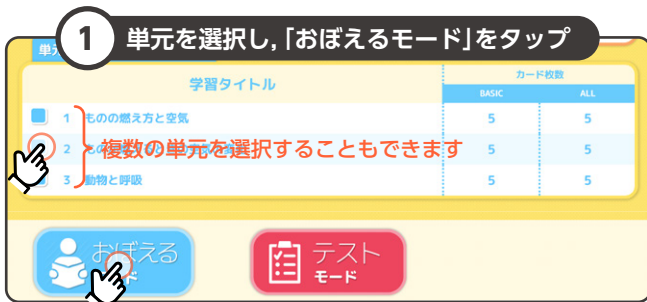 1 単元を選択し,「おぼえるモード」をタップ
単
学習タイトル
カード枚数
BASIC ALL
1 ものの燃え方と空気 5 5
2 5 5
複数の単元を選択することもできます
3 動物と呼吸 5 5
おぼえる
ド
テスト
モード